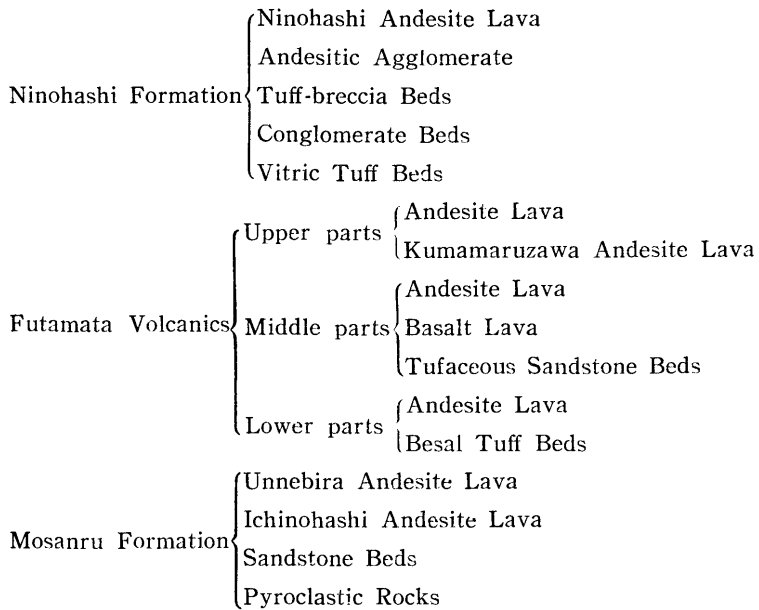 Ninohashi Andesite Lava
Andesitic Agglomerate
Ninohashi Formation Tuff-breccia Beds
Conglomerate Beds
Vitric Tuff Beds
Andesite Lava
Upper parts
Kumamaruzawa Andesite Lava
Andesite Lava
Futamata Volcanics Middle parts Basalt Lava
Tufaceous Sandstone Beds
Andesite Lava
Lower parts
Besal Tuff Beds
Unnebira Andesite Lava
Ichinohashi Andesite Lava
Mosanru Formation
Sandstone Beds
Pyroclastic Rocks